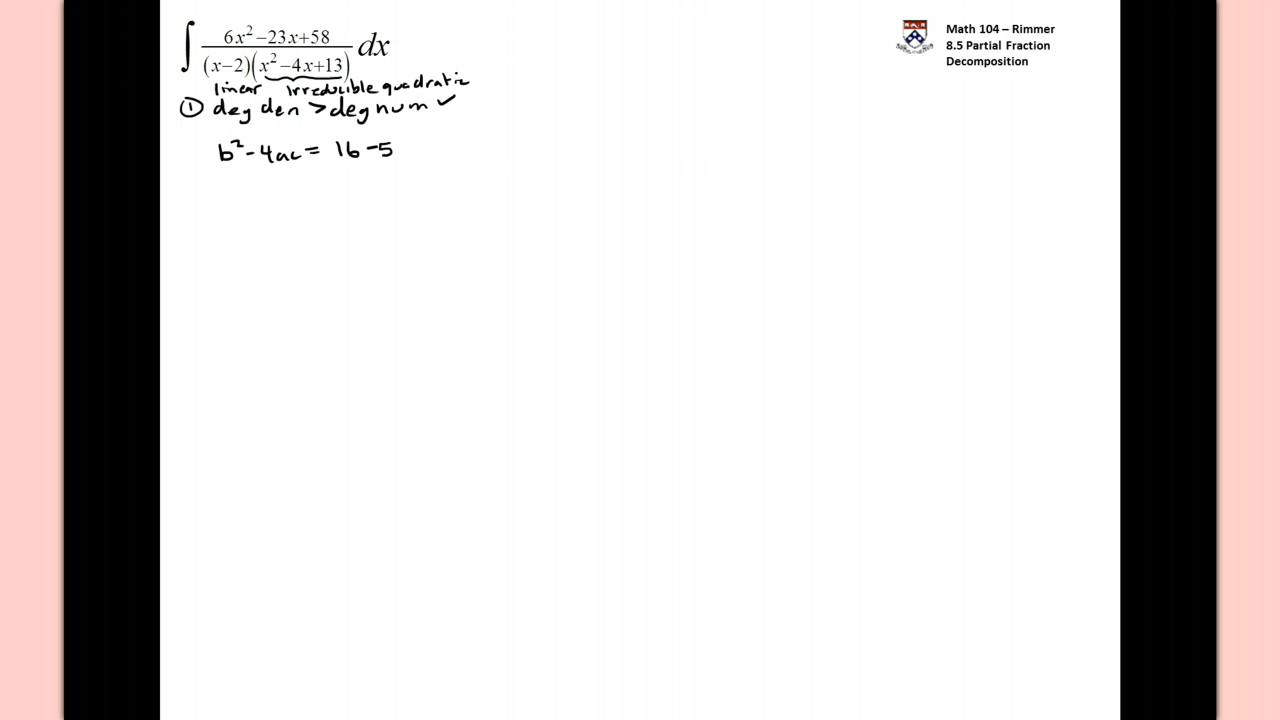 ∫ (6x² − 23x + 58) / ((x−2)(x² − 4x + 13)) dx
linear irreducible quadratic
① deg den > deg num ✓
b² - 4ac = 16 - 5
Math 104 – Rimmer
8.5 Partial Fraction
Decomposition